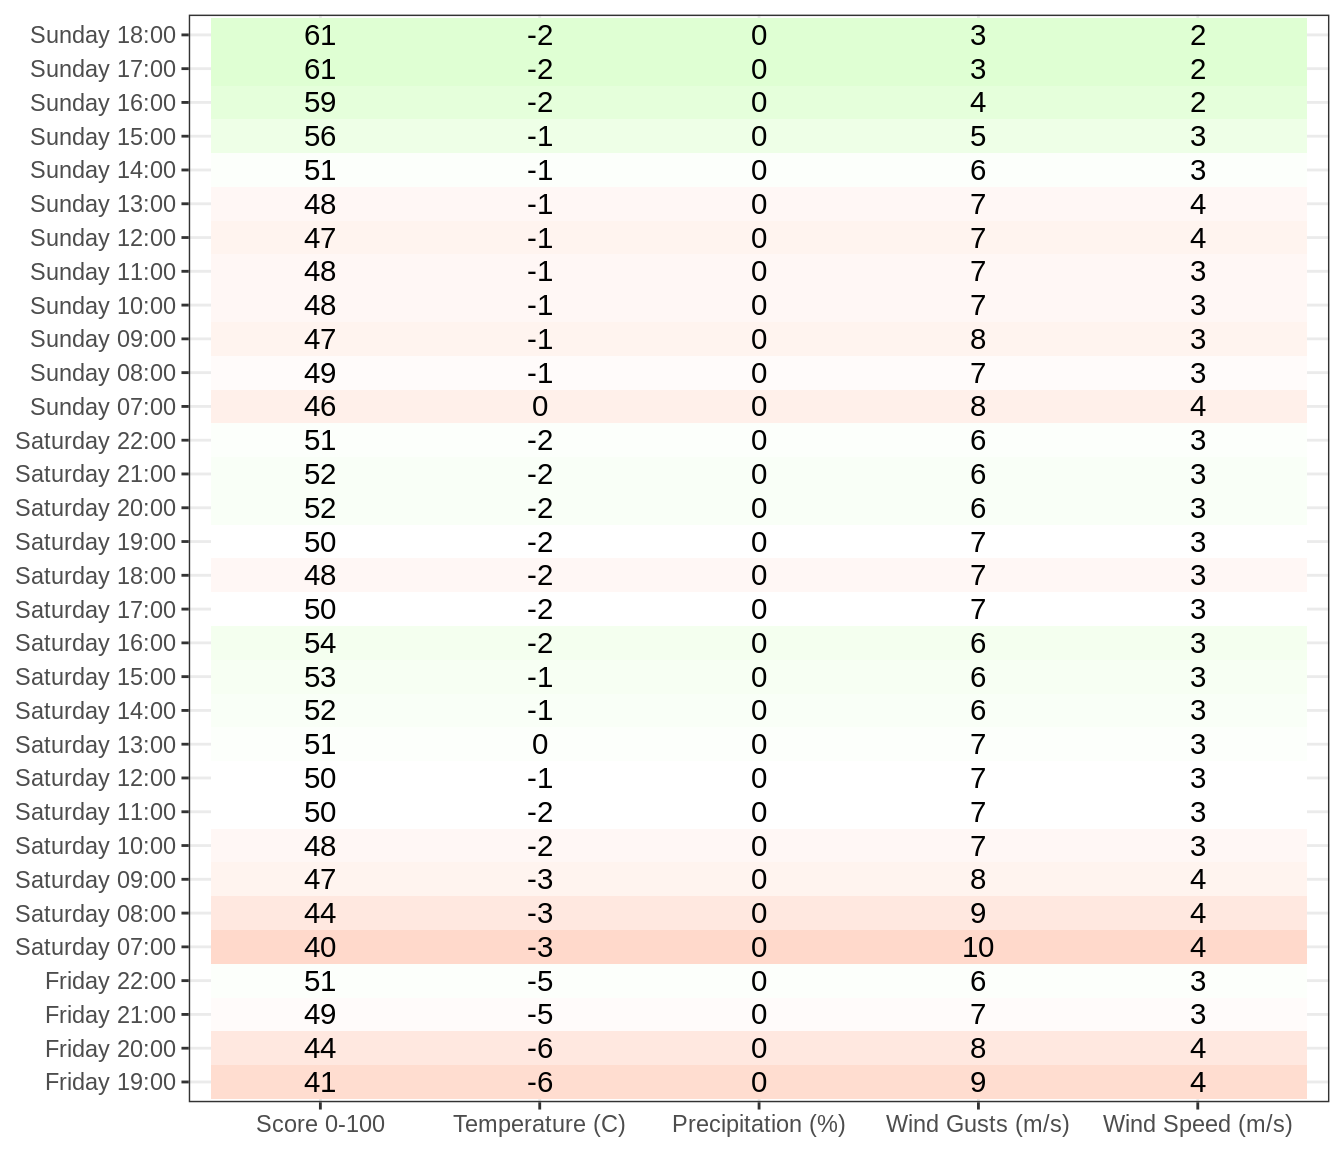 Sunday 18:00 61 -2 0 3 2
Sunday 17:00 61 -2 0 3 2
Sunday 16:00 59 -2 0 4 2
Sunday 15:00 56 -1 0 5 3
Sunday 14:00 51 -1 0 6 3
Sunday 13:00 48 -1 0 7 4
Sunday 12:00 47 -1 0 7 4
Sunday 11:00 48 -1 0 7 3
Sunday 10:00 48 -1 0 7 3
Sunday 09:00 47 -1 0 8 3
Sunday 08:00 49 -1 0 7 3
Sunday 07:00 46 0 0 8 4
Saturday 22:00 51 -2 0 6 3
Saturday 21:00 52 -2 0 6 3
Saturday 20:00 52 -2 0 6 3
Saturday 19:00 50 -2 0 7 3
Saturday 18:00 48 -2 0 7 3
Saturday 17:00 50 -2 0 7 3
Saturday 16:00 54 -2 0 6 3
Saturday 15:00 53 -1 0 6 3
Saturday 14:00 52 -1 0 6 3
Saturday 13:00 51 0 0 7 3
Saturday 12:00 50 -1 0 7 3
Saturday 11:00 50 -2 0 7 3
Saturday 10:00 48 -2 0 7 3
Saturday 09:00 47 -3 0 8 4
Saturday 08:00 44 -3 0 9 4
Saturday 07:00 40 -3 0 10 4
Friday 22:00 51 -5 0 6 3
Friday 21:00 49 -5 0 7 3
Friday 20:00 44 -6 0 8 4
Friday 19:00 41 -6 0 9 4
Score 0-100 Temperature (C) Precipitation (%) Wind Gusts (m/s) Wind Speed (m/s)